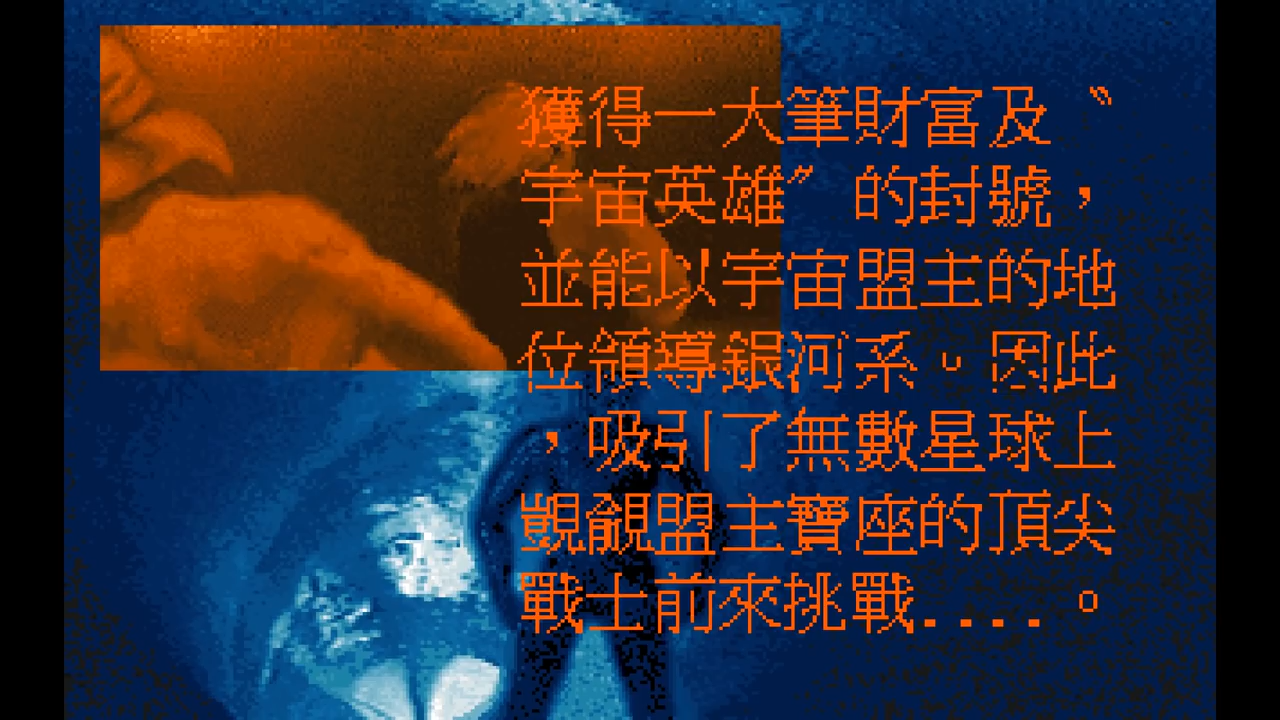 獲得一大筆財富及〝
宇宙英雄〞的封號，
並能以宇宙盟主的地
位領導銀河系。因此
，吸引了無數星球上
覬覦盟主寶座的頂尖
戰士前來挑戰....。